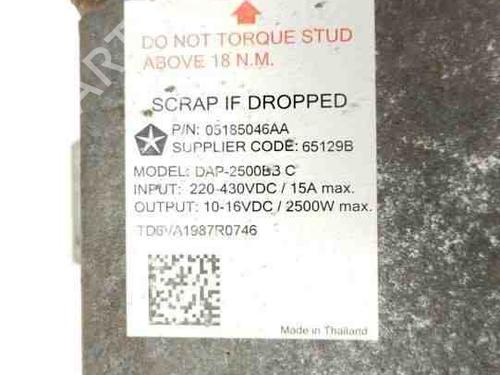 DO NOT TORQUE STUD
ABOVE 18 N.M.
SCRAP IF DROPPED
P/N: 05185046AA
SUPPLIER CODE: 65129B
MODEL: DAP-2500B3 C
INPUT: 220-430VDC / 15A max.
OUTPUT: 10-16VDC / 2500W max.
TD6VA1987R0746
Made in Thailand